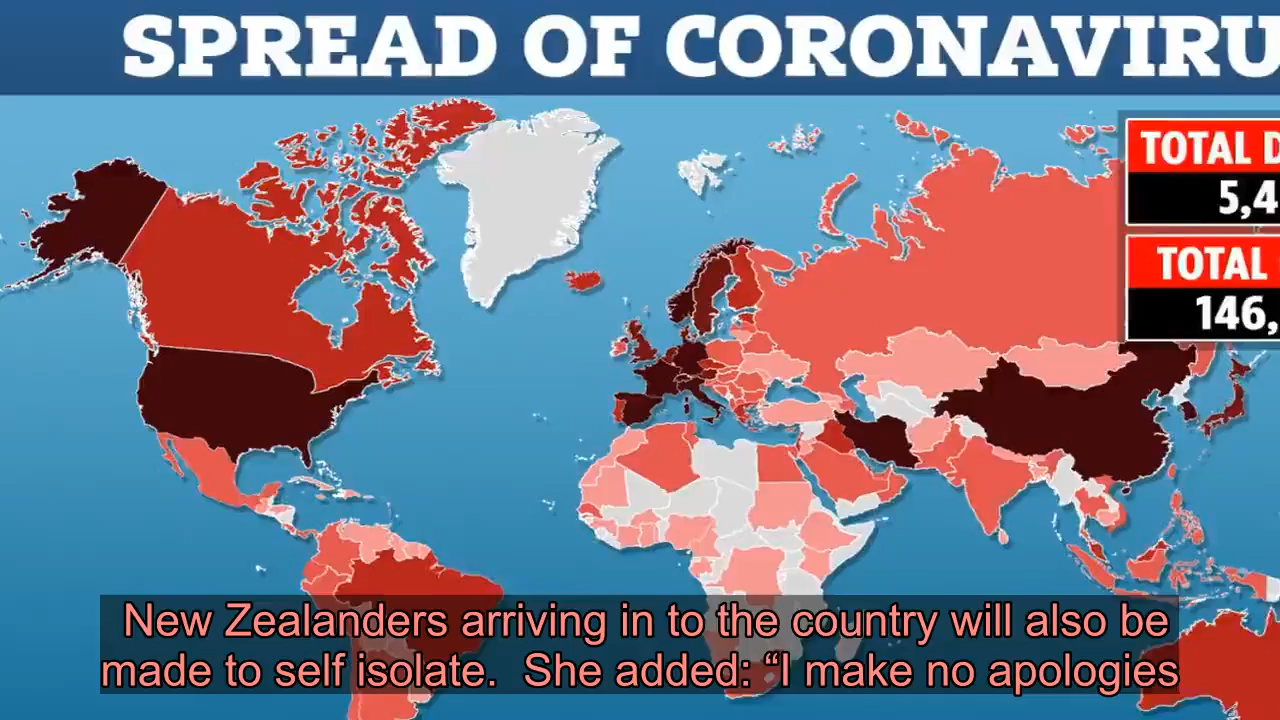 SPREAD OF CORONAVIRU
TOTAL D
5,4
TOTAL
146,
New Zealanders arriving in to the country will also be
made to self isolate.  She added: “I make no apologies